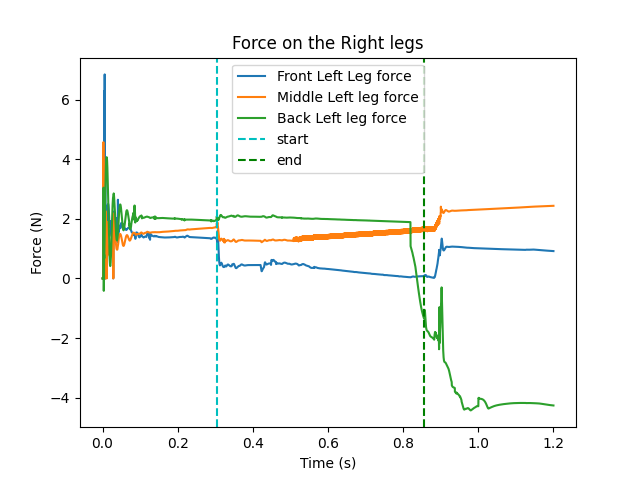 Force on the Right legs
Front Left Leg force
Middle Left leg force
Back Left leg force
start
end
Force (N)
6
4
2
0
−2
−4
0.0 0.2 0.4 0.6 0.8 1.0 1.2
Time (s)